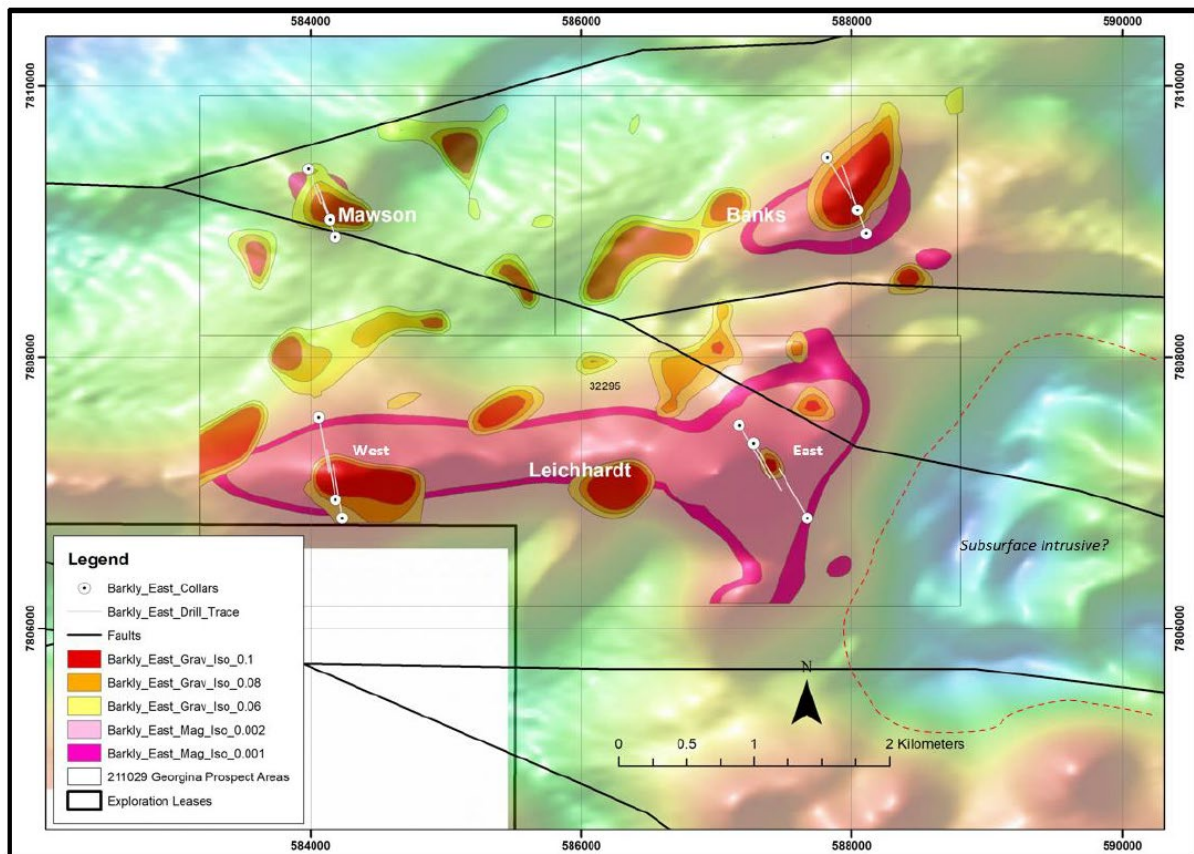 584000 586000 588000 590000
7810000 7810000
Mawson Banks
7808000 7808000
32295
West East
Leichhardt
Subsurface intrusive?
7806000 7806000
Legend
Barkly_East_Collars
Barkly_East_Drill_Trace
Faults
Barkly_East_Grav_Iso_0.1
Barkly_East_Grav_Iso_0.08
Barkly_East_Grav_Iso_0.06
Barkly_East_Mag_Iso_0.002
Barkly_East_Mag_Iso_0.001
211029 Georgina Prospect Areas
Exploration Leases
N
0 0.5 1 2 Kilometers
584000 586000 588000 590000